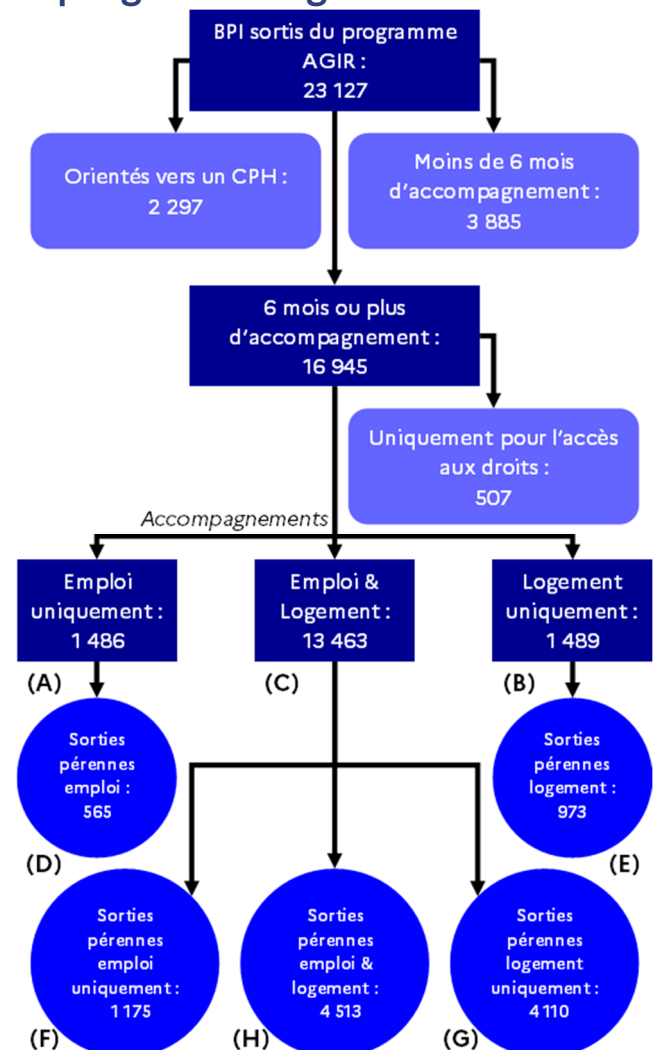 BPI sortis du programme
AGIR :
23 127
Orientés vers un CPH :
2 297
Moins de 6 mois
d'accompagnement :
3 885
6 mois ou plus
d'accompagnement :
16 945
Uniquement pour l'accès
aux droits :
507
Accompagnements
Emploi
uniquement :
1 486
(A)
Emploi &
Logement :
13 463
(C)
Logement
uniquement :
1 489
(B)
Sorties
pérennes
emploi :
565
(D)
Sorties
pérennes
logement :
973
(E)
Sorties
pérennes
emploi
uniquement :
1 175
(F)
Sorties
pérennes
emploi &
logement :
4 513
(H)
Sorties
pérennes
logement
uniquement :
4 110
(G)